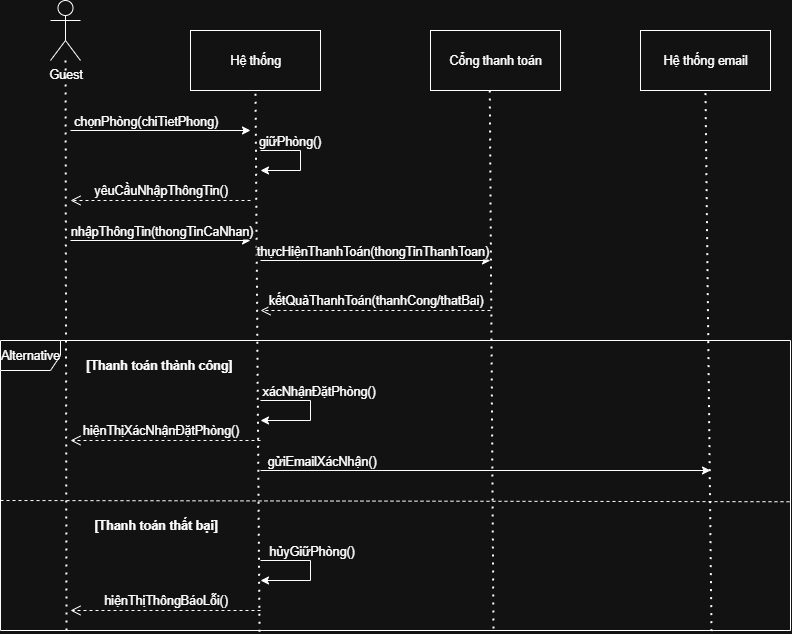 Guest
Hệ thống
Cổng thanh toán
Hệ thống email
chọnPhòng(chiTietPhong)
giữPhòng()
yêuCầuNhậpThôngTin()
nhậpThôngTin(thongTinCaNhan)
thựcHiệnThanhToán(thongTinThanhToan)
kếtQuảThanhToán(thanhCong/thatBai)
Alternative
[Thanh toán thành công]
xácNhậnĐặtPhòng()
hiệnThịXácNhậnĐặtPhòng()
gửiEmailXácNhận()
[Thanh toán thất bại]
hủyGiữPhòng()
hiệnThịThôngBáoLỗi()